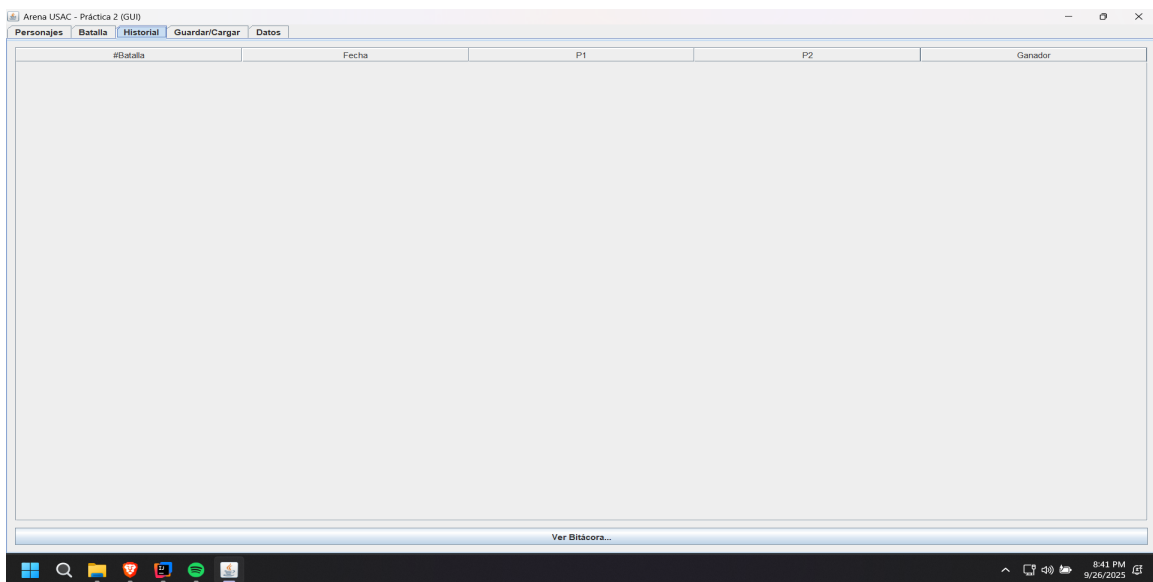 Arena USAC - Práctica 2 (GUI)
Personajes Batalla Historial Guardar/Cargar Datos
#Batalla Fecha P1 P2 Ganador
Ver Bitácora...
8:41 PM
9/26/2025